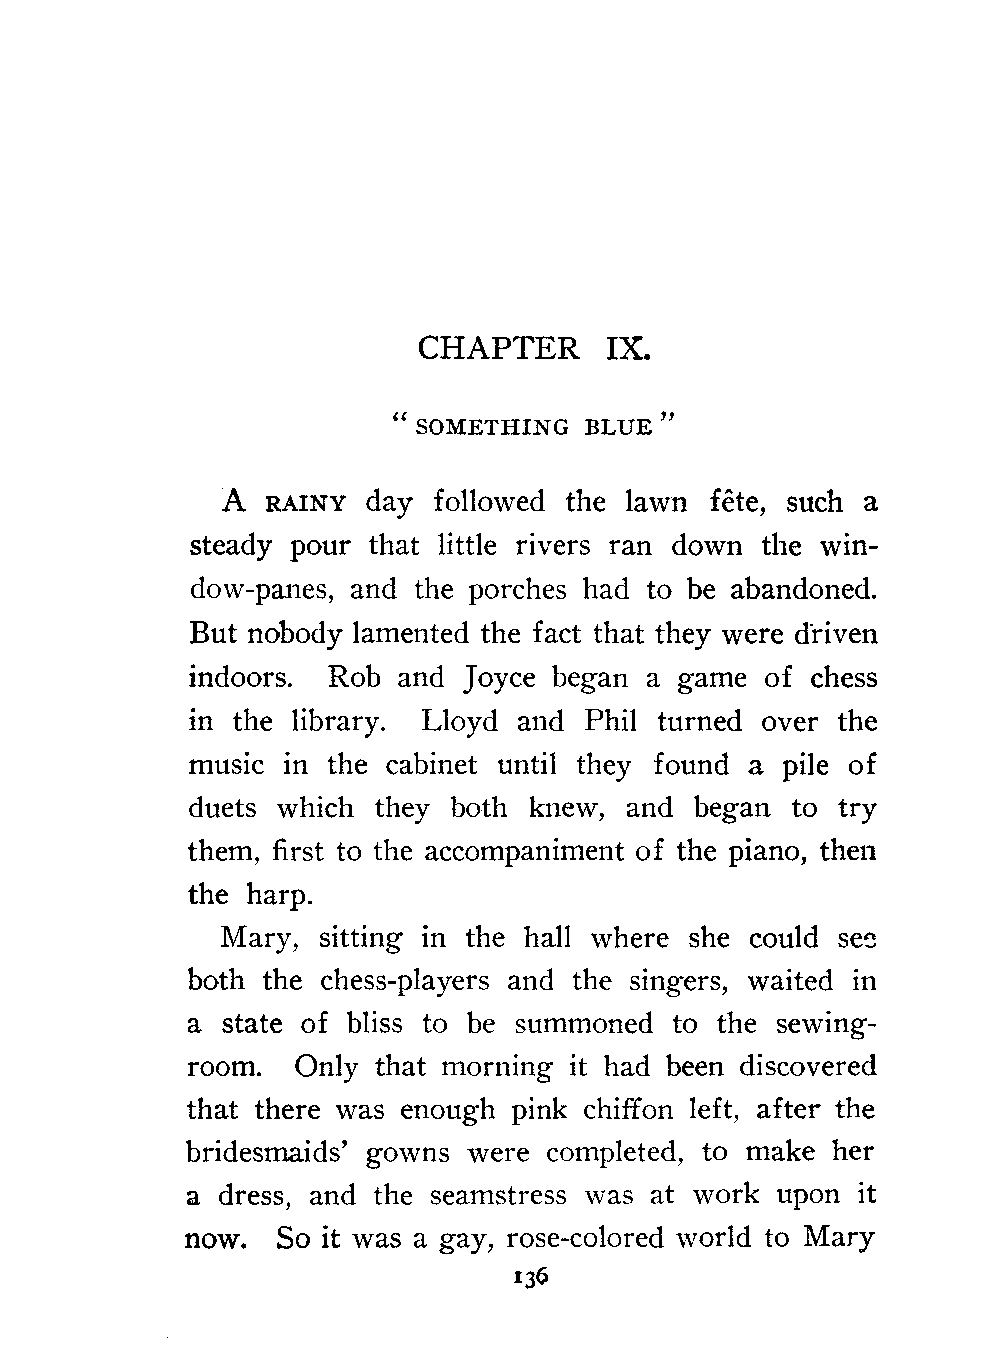 CHAPTER IX.
“ SOMETHING BLUE ”
A RAINY day followed the lawn fête, such a
steady pour that little rivers ran down the win-
dow-panes, and the porches had to be abandoned.
But nobody lamented the fact that they were driven
indoors. Rob and Joyce began a game of chess
in the library. Lloyd and Phil turned over the
music in the cabinet until they found a pile of
duets which they both knew, and began to try
them, first to the accompaniment of the piano, then
the harp.
Mary, sitting in the hall where she could see
both the chess-players and the singers, waited in
a state of bliss to be summoned to the sewing-
room. Only that morning it had been discovered
that there was enough pink chiffon left, after the
bridesmaids’ gowns were completed, to make her
a dress, and the seamstress was at work upon it
now. So it was a gay, rose-colored world to Mary
136